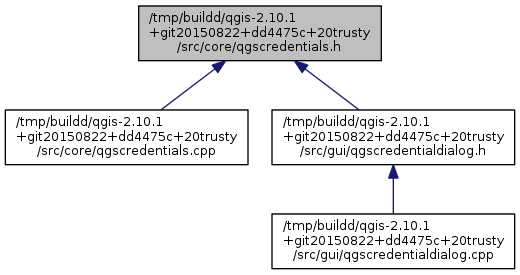 /tmp/buildd/qgis-2.10.1
+git20150822+dd4475c+20trusty
/src/core/qgscredentials.h
/tmp/buildd/qgis-2.10.1
+git20150822+dd4475c+20trusty
/src/core/qgscredentials.cpp
/tmp/buildd/qgis-2.10.1
+git20150822+dd4475c+20trusty
/src/gui/qgscredentialdialog.h
/tmp/buildd/qgis-2.10.1
+git20150822+dd4475c+20trusty
/src/gui/qgscredentialdialog.cpp